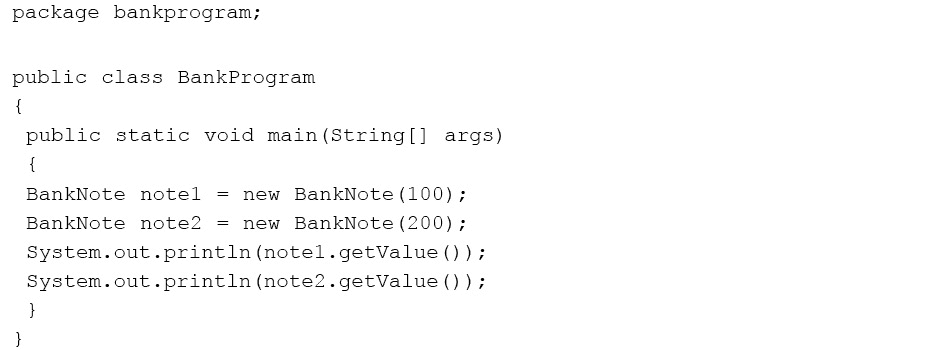 package bankprogram;
public class BankProgram
{
public static void main(String[] args)
{
BankNote note1 = new BankNote(100);
BankNote note2 = new BankNote(200);
System.out.println(note1.getValue());
System.out.println(note2.getValue());
}
}